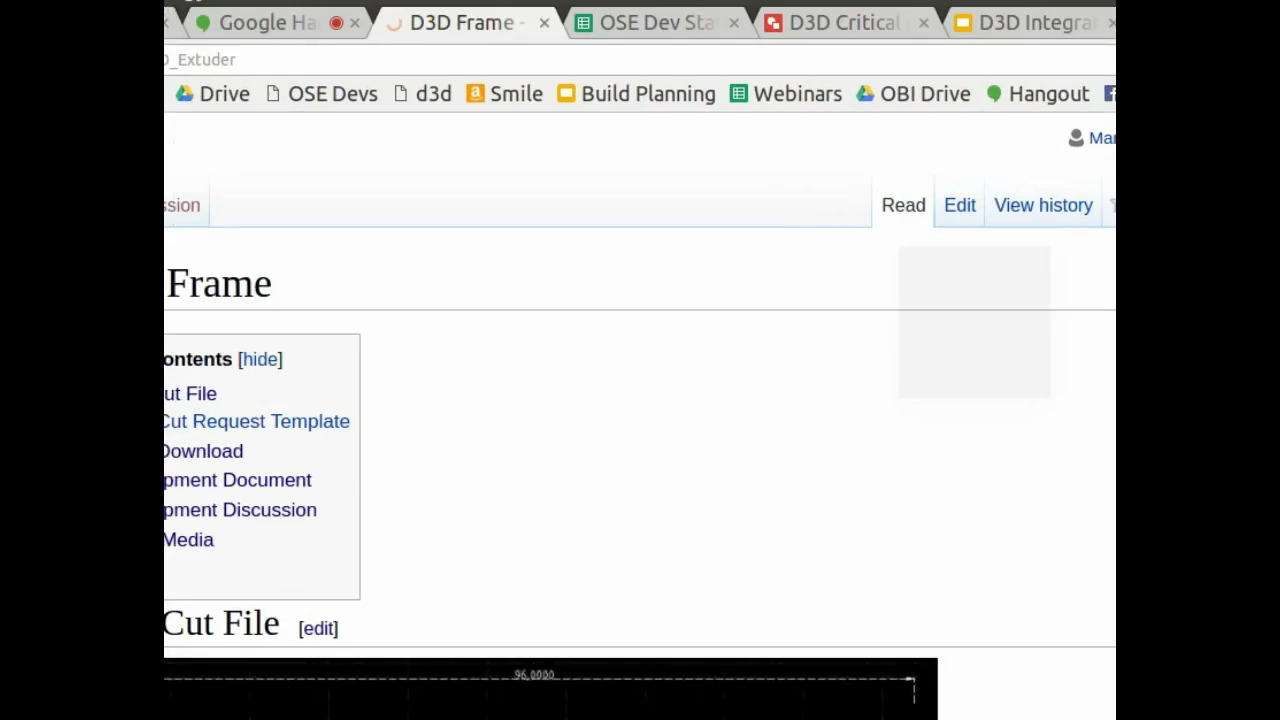 Google Ha D3D Frame - OSE Dev Sta D3D Critical D3D Integra
D_Extuder
Drive OSE Devs d3d Smile Build Planning Webinars OBI Drive Hangout
Mar
ssion Read Edit View history
Frame
ontents [hide]
ut File
Cut Request Template
Download
pment Document
pment Discussion
Media
Cut File [edit]
96,0000